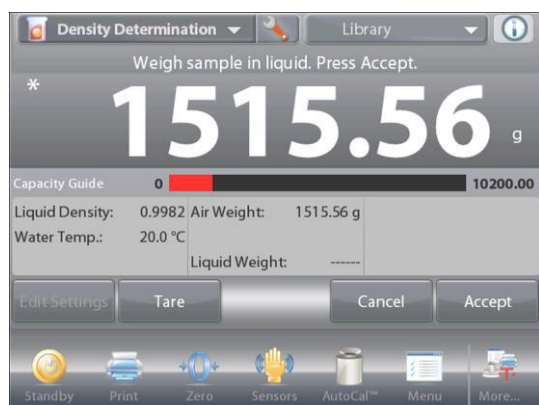 Density Determination Library
Weigh sample in liquid. Press Accept.
* 1515.56 g
Capacity Guide 0 10200.00
Liquid Density: 0.9982 Air Weight: 1515.56 g
Water Temp.: 20.0 °C
Liquid Weight: ------
Edit Settings Tare Cancel Accept
Standby Print Zero Sensors AutoCal™ Menu More...